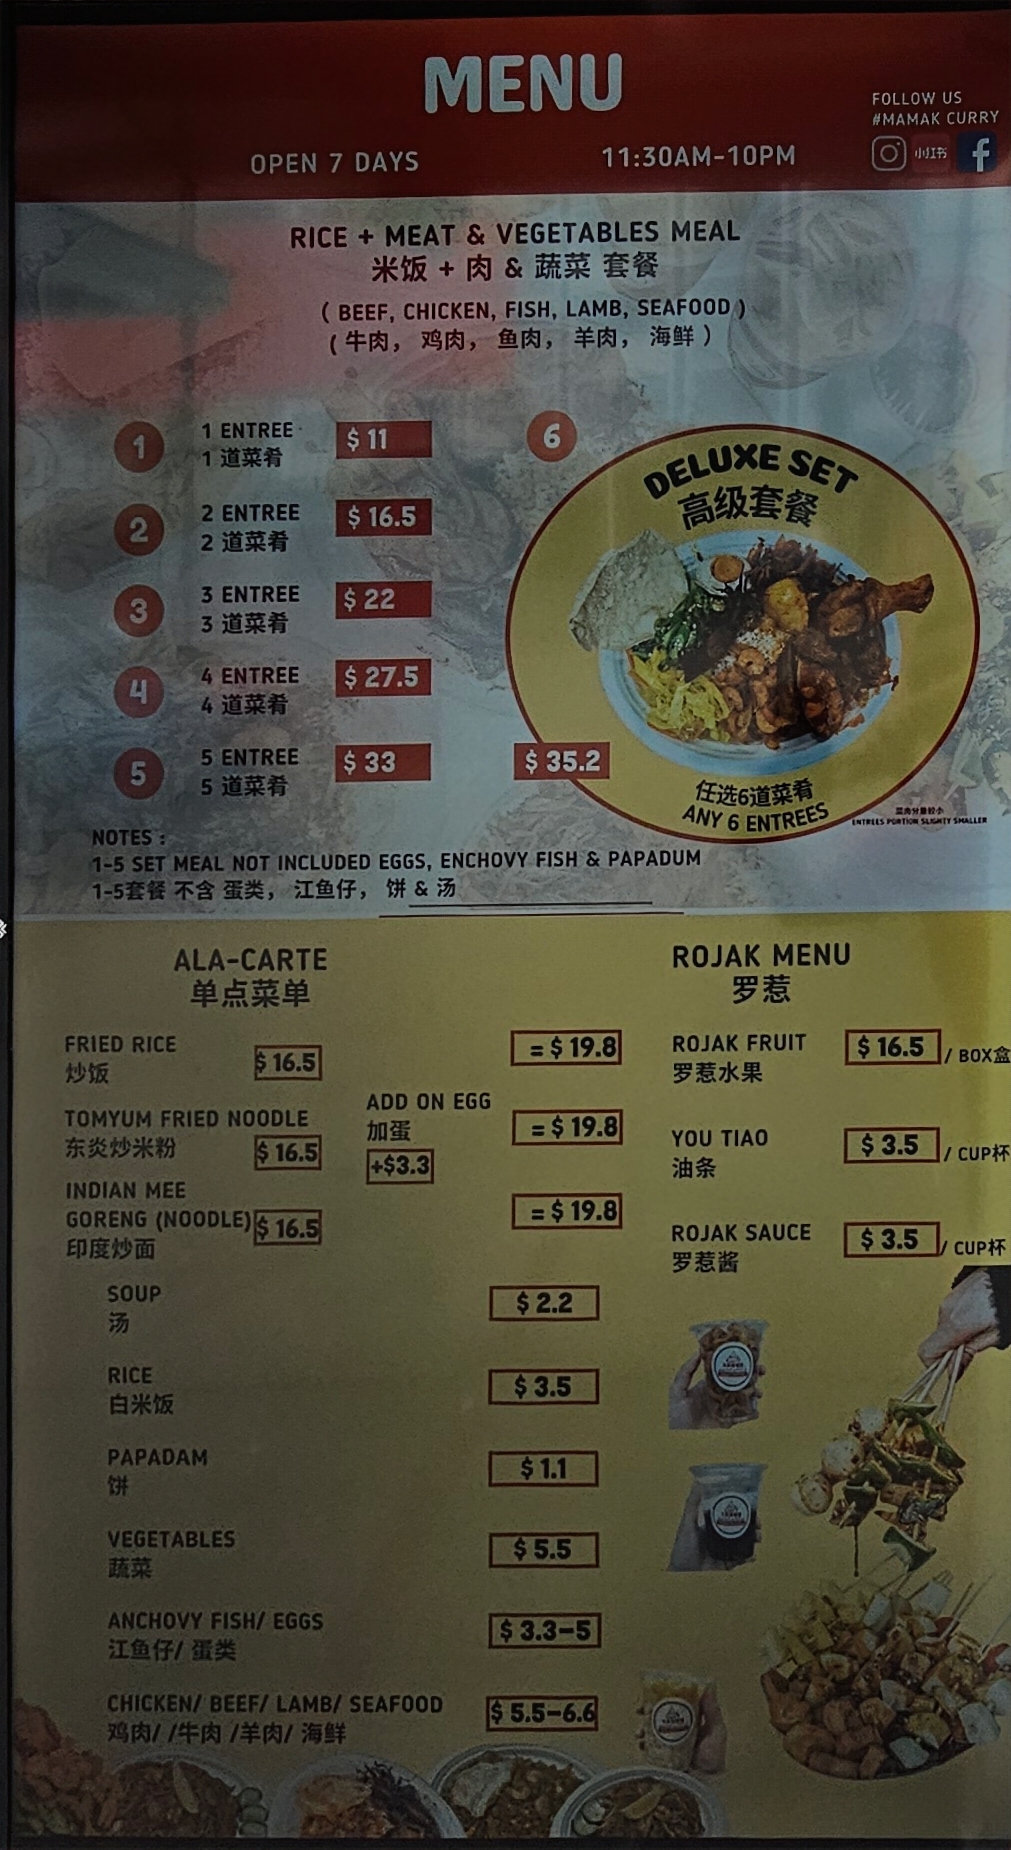 MENU
FOLLOW US
#MAMAK CURRY
小红书
OPEN 7 DAYS
11:30AM-10PM
RICE + MEAT & VEGETABLES MEAL
米饭 + 肉 & 蔬菜 套餐
( BEEF, CHICKEN, FISH, LAMB, SEAFOOD )
( 牛肉， 鸡肉， 鱼肉， 羊肉， 海鲜 )
1 1 ENTREE $ 11
1 道菜肴
2 2 ENTREE $ 16.5
2 道菜肴
3 3 ENTREE $ 22
3 道菜肴
4 4 ENTREE $ 27.5
4 道菜肴
5 5 ENTREE $ 33
5 道菜肴
6
DELUXE SET
高级套餐
$ 35.2
任选6道菜肴
ANY 6 ENTREES
菜肴分量较小
ENTREES PORTION SLIGHTY SMALLER
NOTES :
1-5 SET MEAL NOT INCLUDED EGGS, ENCHOVY FISH & PAPADUM
1-5套餐 不含 蛋类， 江鱼仔， 饼 & 汤
ALA-CARTE
单点菜单
FRIED RICE $ 16.5 = $ 19.8
炒饭
TOMYUM FRIED NOODLE
东炎炒米粉 $ 16.5 = $ 19.8
ADD ON EGG
加蛋
+$3.3
INDIAN MEE
GORENG (NOODLE) $ 16.5 = $ 19.8
印度炒面
SOUP $ 2.2
汤
RICE $ 3.5
白米饭
PAPADAM $ 1.1
饼
VEGETABLES $ 5.5
蔬菜
ANCHOVY FISH/ EGGS $ 3.3-5
江鱼仔/ 蛋类
CHICKEN/ BEEF/ LAMB/ SEAFOOD $ 5.5-6.6
鸡肉/ /牛肉 /羊肉/ 海鲜
ROJAK MENU
罗惹
ROJAK FRUIT $ 16.5 / BOX盒
罗惹水果
YOU TIAO $ 3.5 / CUP杯
油条
ROJAK SAUCE $ 3.5 / CUP杯
罗惹酱